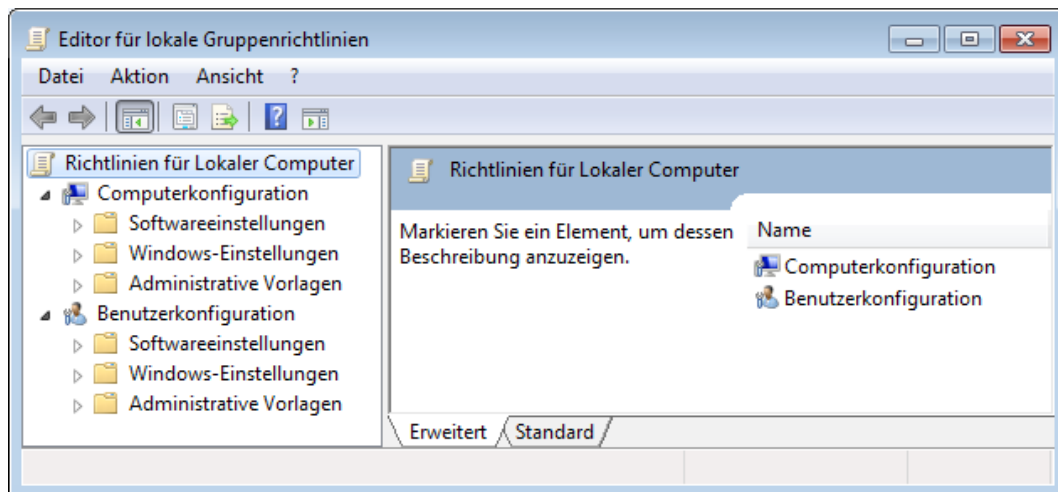 Editor für lokale Gruppenrichtlinien
Datei Aktion Ansicht ?
Richtlinien für Lokaler Computer
Computerkonfiguration
Softwareeinstellungen
Windows-Einstellungen
Administrative Vorlagen
Benutzerkonfiguration
Softwareeinstellungen
Windows-Einstellungen
Administrative Vorlagen
Richtlinien für Lokaler Computer
Markieren Sie ein Element, um dessen
Beschreibung anzuzeigen.
Name
Computerkonfiguration
Benutzerkonfiguration
Erweitert Standard